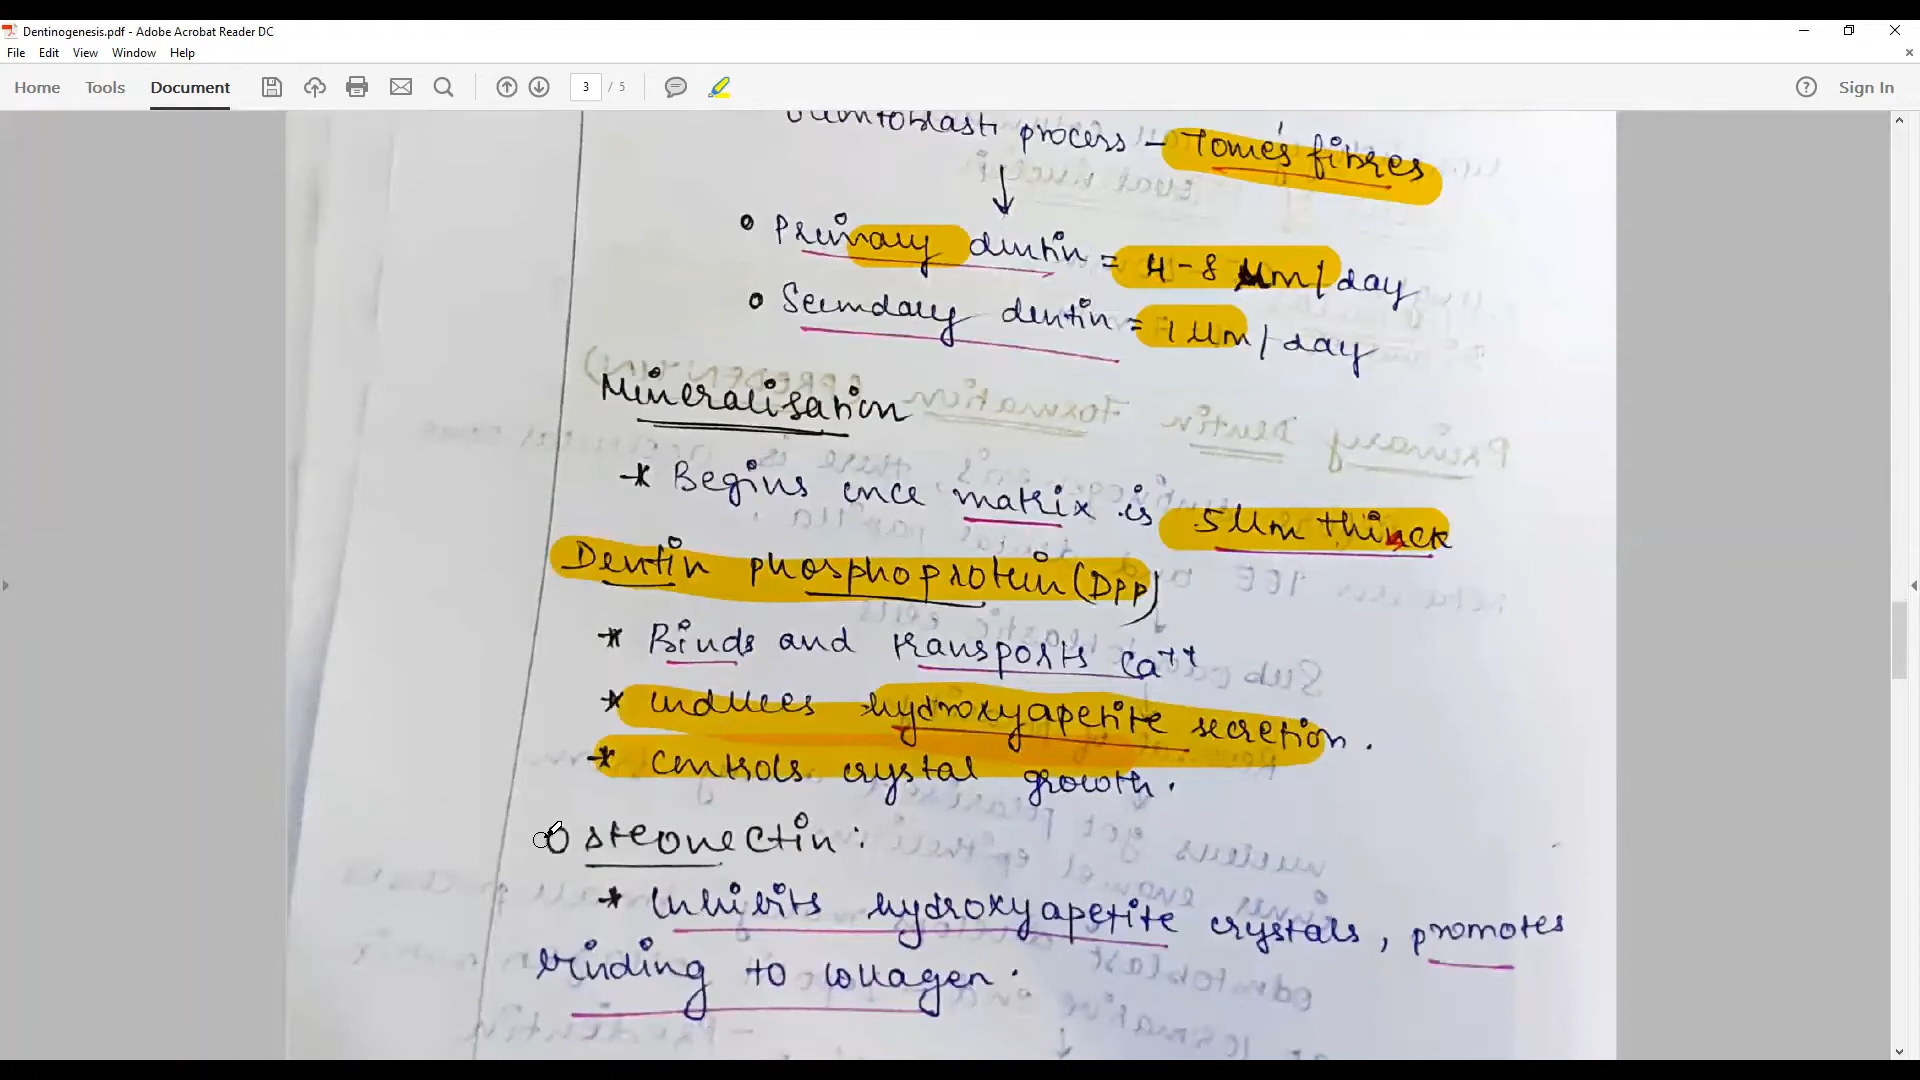 Dentinogenesis.pdf - Adobe Acrobat Reader DC
File Edit View Window Help
Home Tools Document 3 / 5 Sign In
process - Tome's fibres
Primary dentin = 4-8 µm/day
Secondary dentin = 1 µm/day
Mineralisation
* Begins once matrix is 5 µm thick
Dentin phosphoprotein (DPP)
* Binds and transports Ca++
* induces hydroxyapetite secretion.
* controls crystal growth.
Osteonectin:
* Inhibits hydroxyapetite crystals, promotes
binding to collagen.